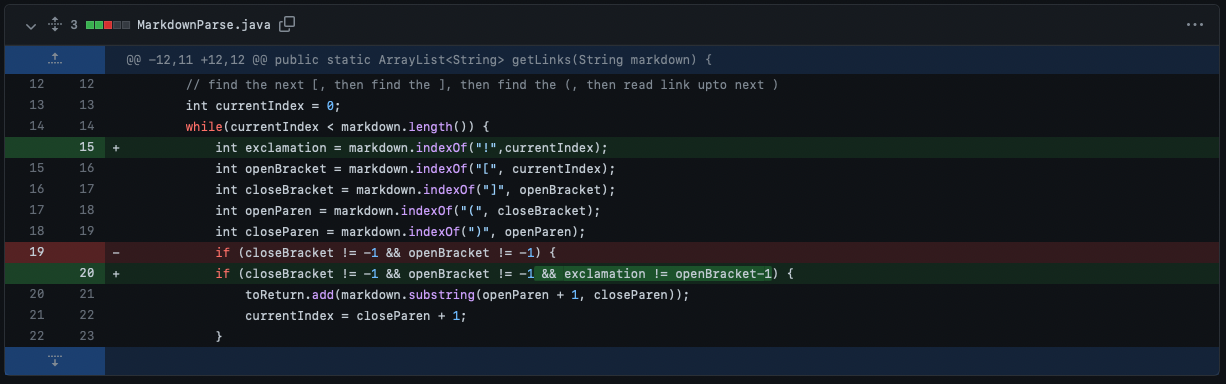 3 MarkdownParse.java
@@ -12,11 +12,12 @@ public static ArrayList<String> getLinks(String markdown) {
12 12 // find the next [, then find the ], then find the (, then read link upto next )
13 13 int currentIndex = 0;
14 14 while(currentIndex < markdown.length()) {
15 + int exclamation = markdown.indexOf("!",currentIndex);
15 16 int openBracket = markdown.indexOf("[", currentIndex);
16 17 int closeBracket = markdown.indexOf("]", openBracket);
17 18 int openParen = markdown.indexOf("(", closeBracket);
18 19 int closeParen = markdown.indexOf(")", openParen);
19 - if (closeBracket != -1 && openBracket != -1) {
20 + if (closeBracket != -1 && openBracket != -1 && exclamation != openBracket-1) {
20 21 toReturn.add(markdown.substring(openParen + 1, closeParen));
21 22 currentIndex = closeParen + 1;
22 23 }